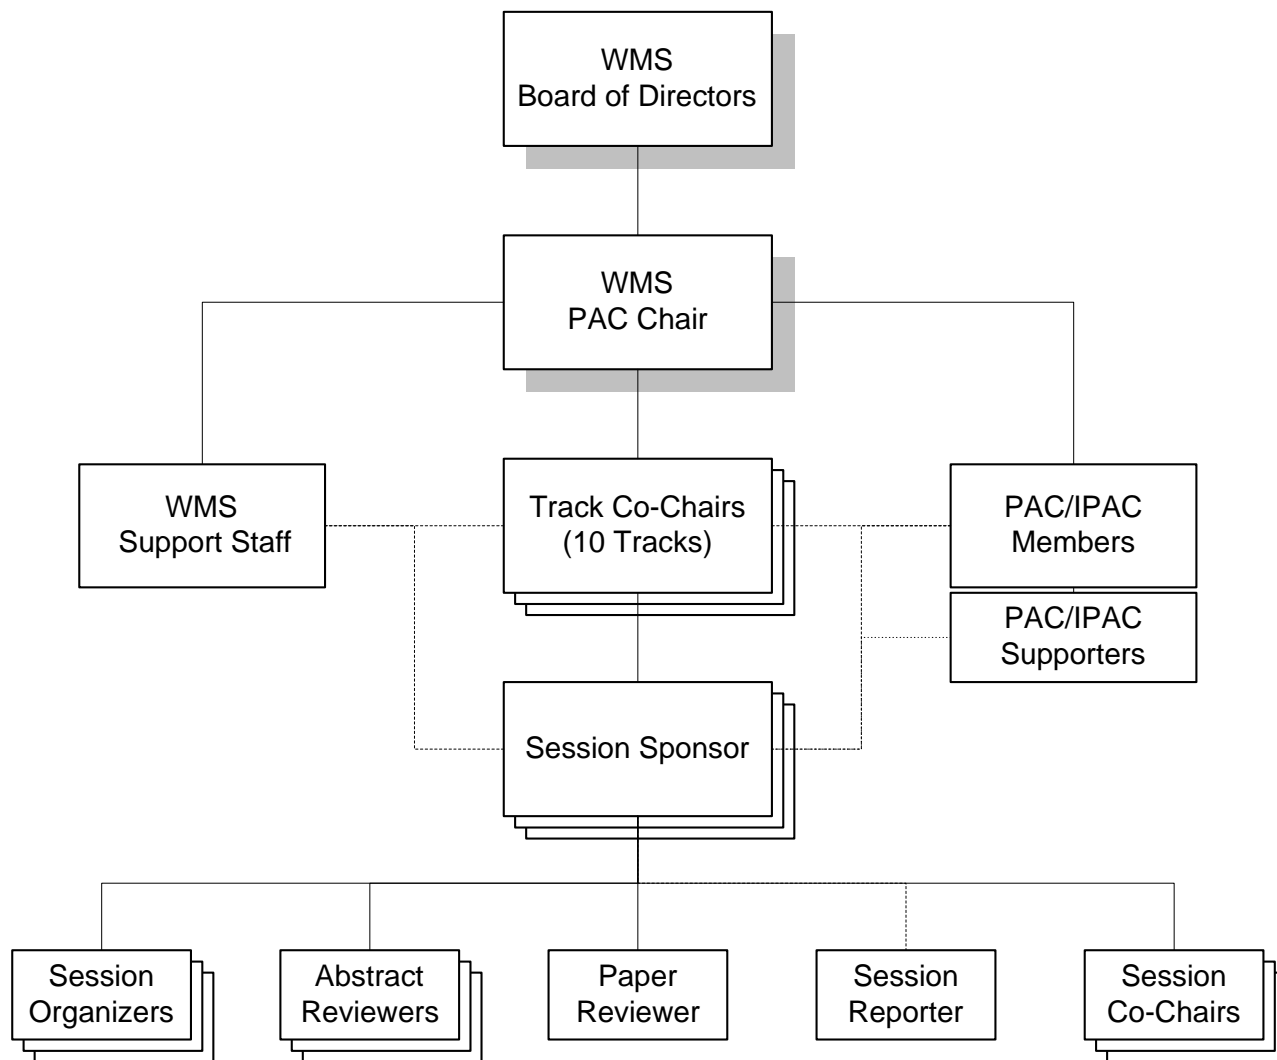 WMS
Board of Directors
WMS
PAC Chair
WMS
Support Staff
Track Co-Chairs
(10 Tracks)
PAC/IPAC
Members
PAC/IPAC
Supporters
Session Sponsor
Session
Organizers
Abstract
Reviewers
Paper
Reviewer
Session
Reporter
Session
Co-Chairs